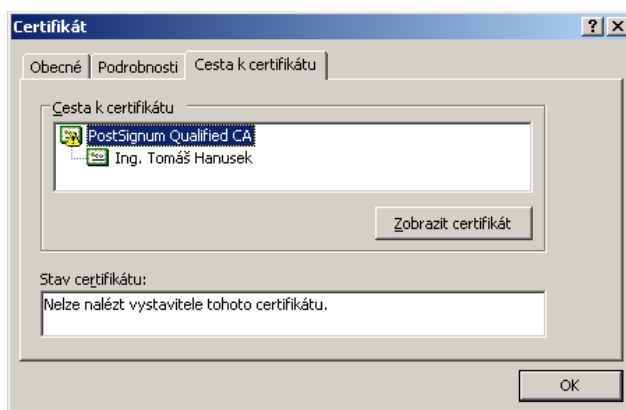 Certifikát
Obecné Podrobnosti Cesta k certifikátu
Cesta k certifikátu
PostSignum Qualified CA
Ing. Tomáš Hanusek
Zobrazit certifikát
Stav certifikátu:
Nelze nalézt vystavitele tohoto certifikátu.
OK